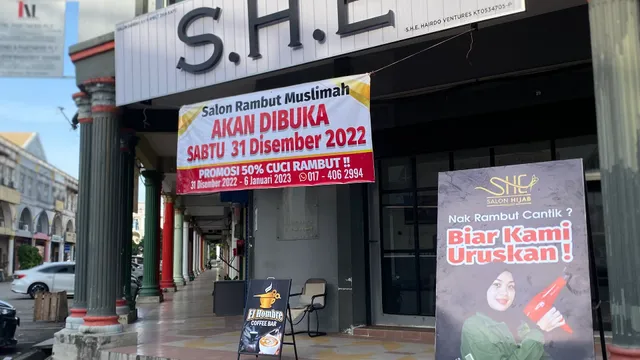 S.H.E
S.H.E. HAIRDO VENTURES KT0534705-P
Salon Rambut Muslimah
AKAN DIBUKA
SABTU 31 Disember 2022
PROMOSI 50% CUCI RAMBUT !!
31 Disember 2022 - 6 Januari 2023 017 - 406 2994
SHE
SALON HIJAB
Nak Rambut Cantik ?
Biar Kami
Uruskan !
El Hombre
COFFEE BAR